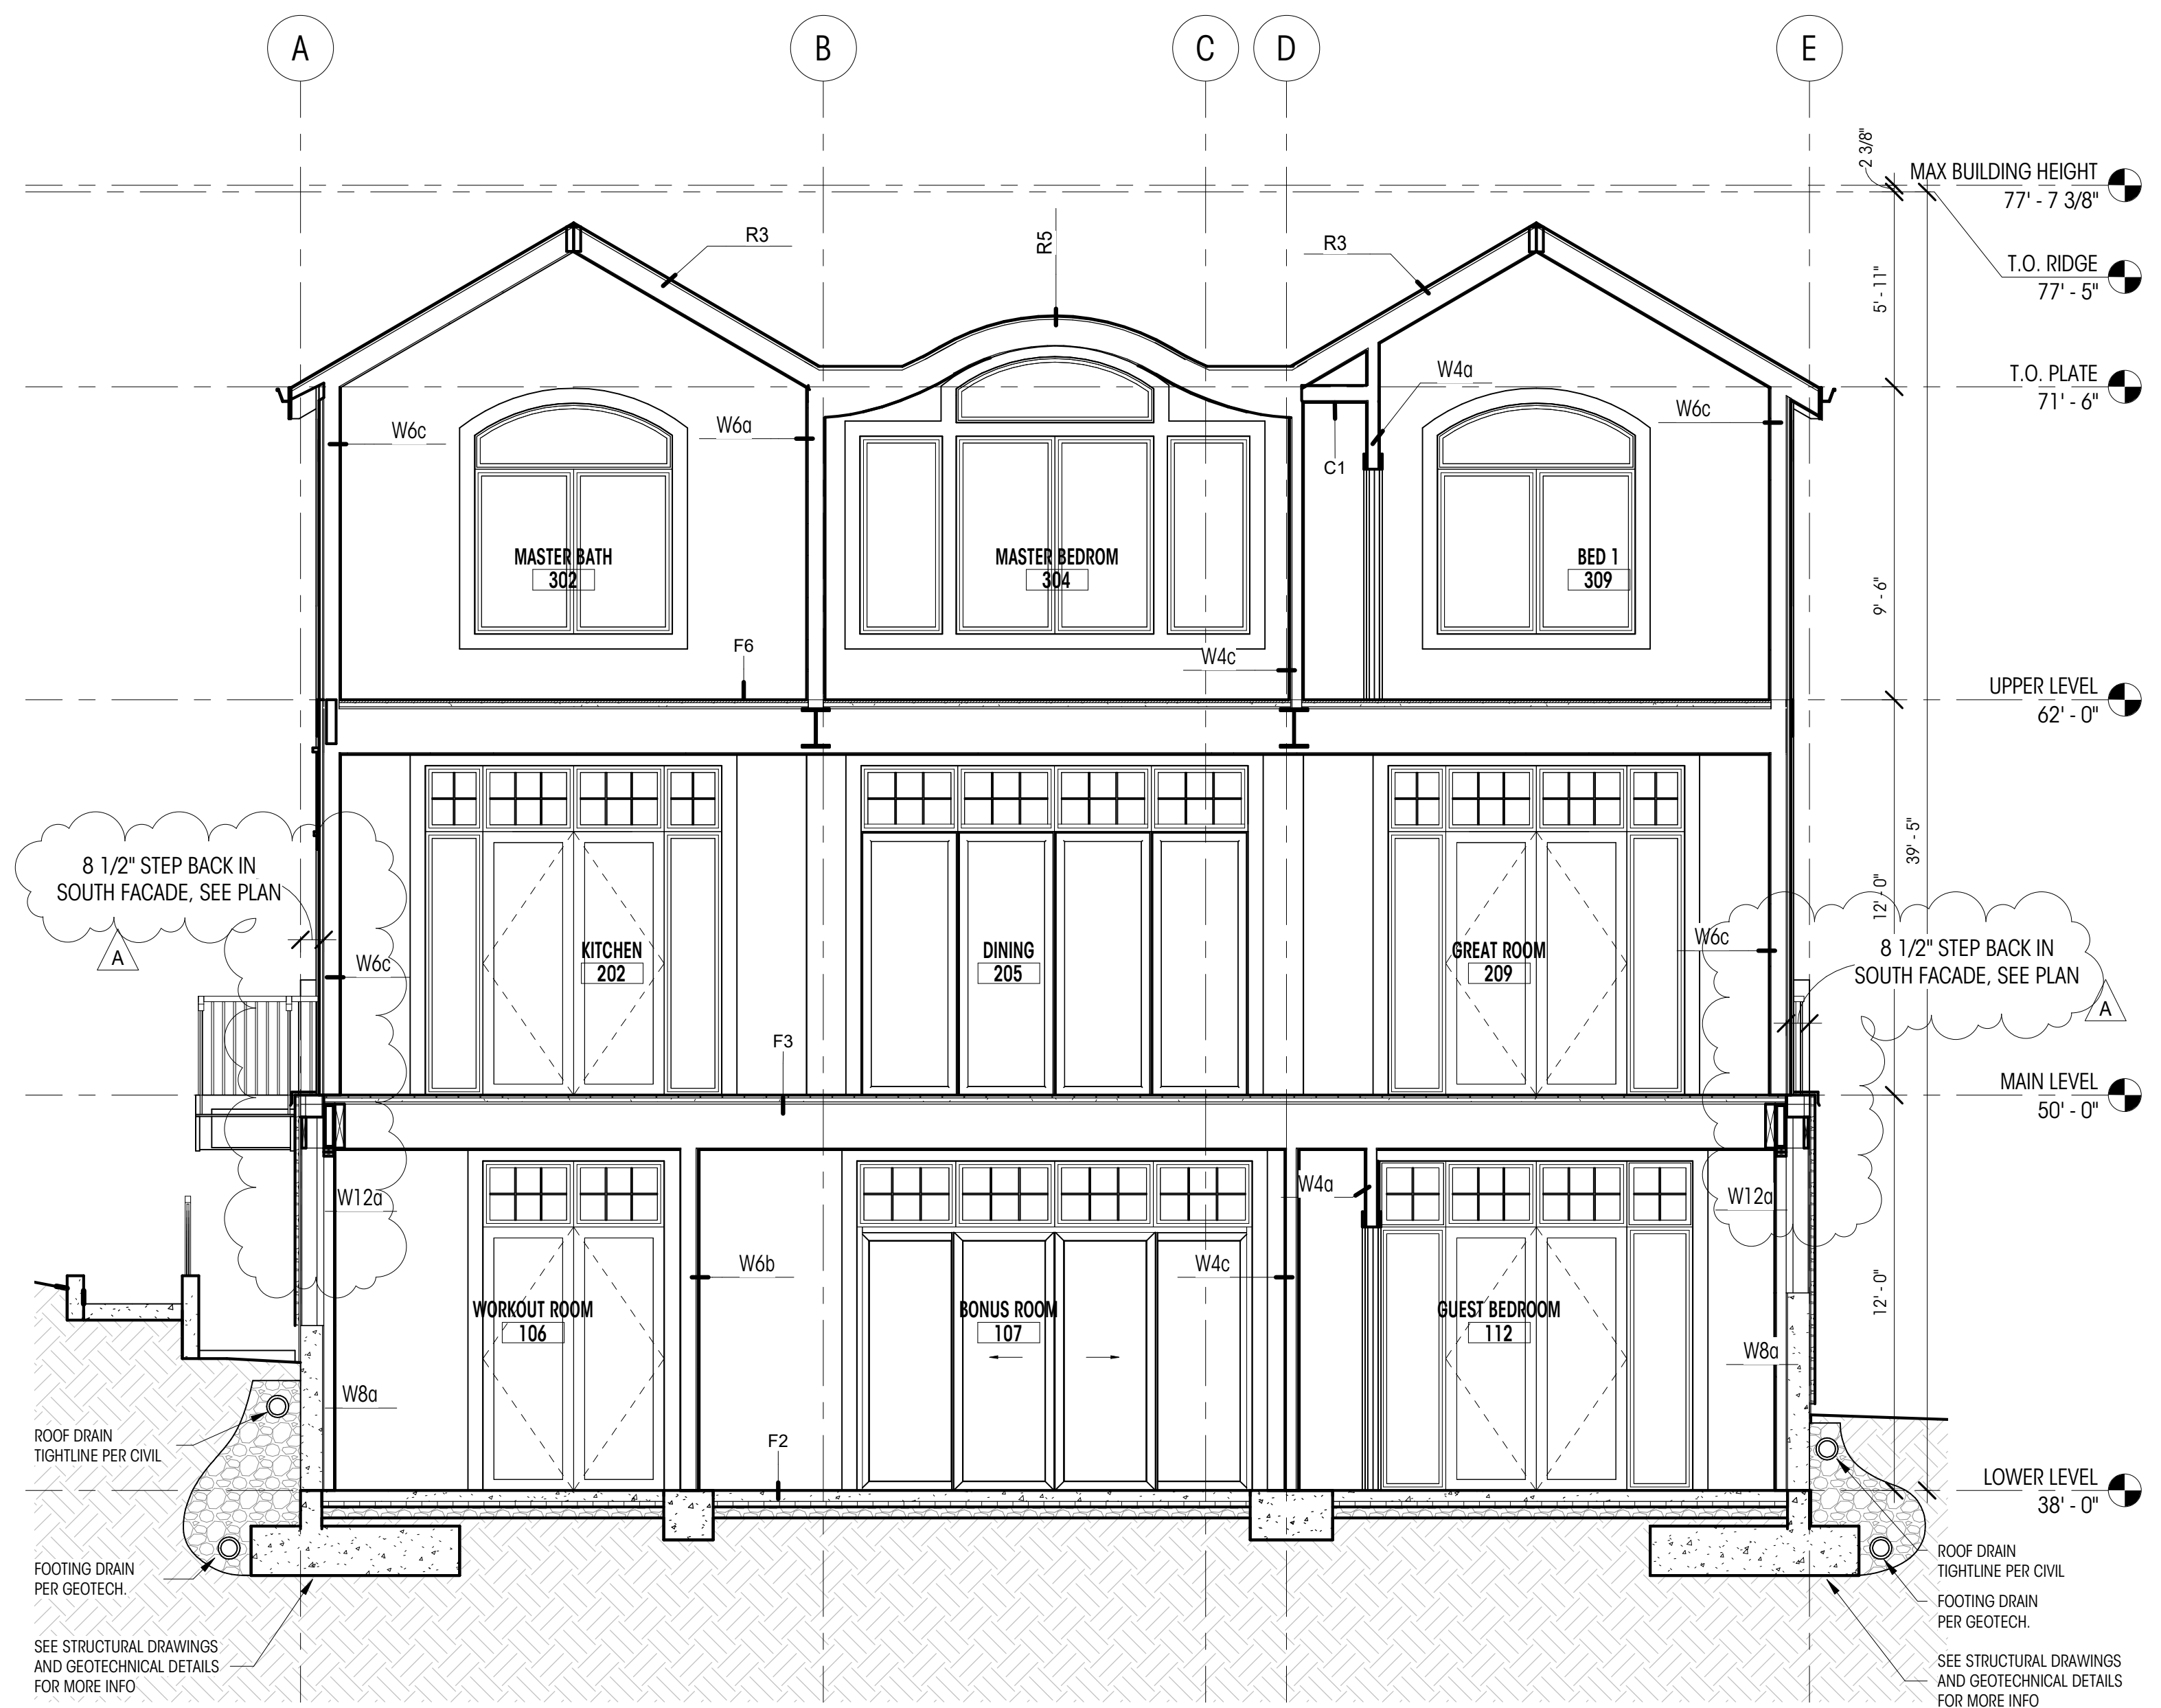 A
B
C
D
E
2 3/8"
MAX BUILDING HEIGHT
77' - 7 3/8"
R3
R5
R3
T.O. RIDGE
77' - 5"
5' - 11"
T.O. PLATE
71' - 6"
W6c
W6a
W4a
W6c
C1
MASTER BATH
302
MASTER BEDROM
304
BED 1
309
9' - 6"
F6
W4c
UPPER LEVEL
62' - 0"
39' - 5"
8 1/2" STEP BACK IN
SOUTH FACADE, SEE PLAN
A
12' - 0"
W6c
KITCHEN
202
DINING
205
GREAT ROOM
209
W6c
8 1/2" STEP BACK IN
SOUTH FACADE, SEE PLAN
A
F3
MAIN LEVEL
50' - 0"
W12a
W4a
W12a
W6b
W4c
12' - 0"
WORKOUT ROOM
106
BONUS ROOM
107
GUEST BEDROOM
112
W8a
W8a
ROOF DRAIN
TIGHTLINE PER CIVIL
F2
LOWER LEVEL
38' - 0"
FOOTING DRAIN
PER GEOTECH.
ROOF DRAIN
TIGHTLINE PER CIVIL
FOOTING DRAIN
PER GEOTECH.
SEE STRUCTURAL DRAWINGS
AND GEOTECHNICAL DETAILS
FOR MORE INFO
SEE STRUCTURAL DRAWINGS
AND GEOTECHNICAL DETAILS
FOR MORE INFO